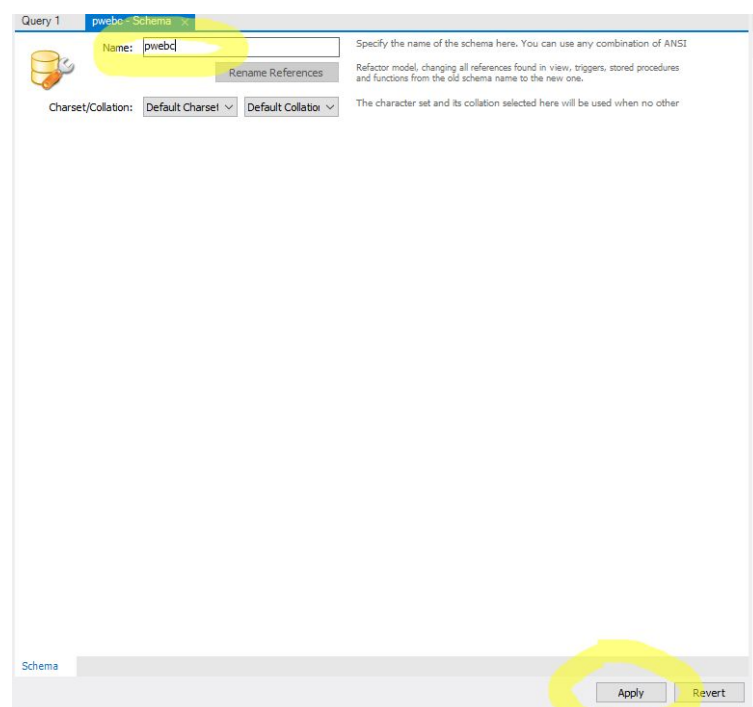 Query 1 pwebc - Schema ×
Name: pwebc Specify the name of the schema here. You can use any combination of ANSI
Rename References Refactor model, changing all references found in view, triggers, stored procedures
and functions from the old schema name to the new one.
Charset/Collation: Default Charset Default Collation The character set and its collation selected here will be used when no other
Schema
Apply Revert